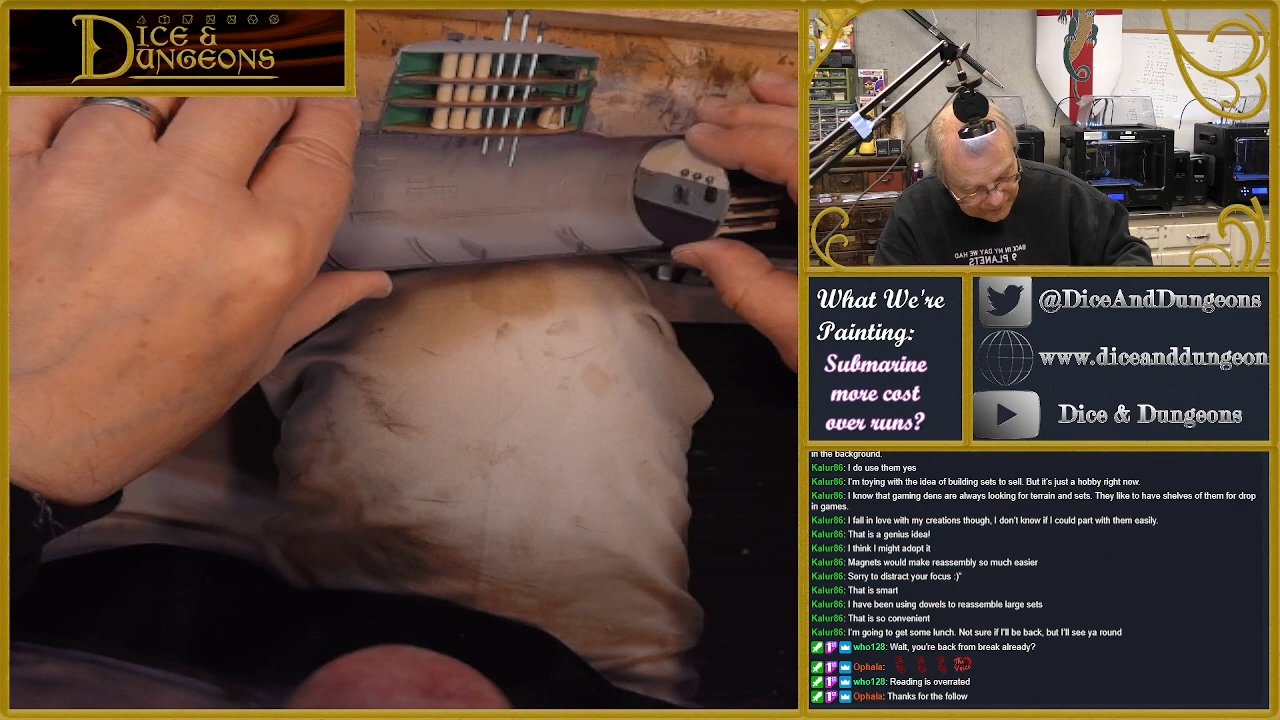 DICE &
DUNGEONS
BACK IN MY DAY WE HAD
9 PLANETS
What We're
Painting:
Submarine
more cost
over runs?
@DiceAndDungeons
www.diceanddungeon
Dice & Dungeons
in the background.
Kalur86: I do use them yes
Kalur86: I'm toying with the idea of building sets to sell. But it's just a hobby right now.
Kalur86: I know that gaming dens are always looking for terrain and sets. They like to have shelves of them for drop
in games.
Kalur86: I fall in love with my creations though, I don't know if I could part with them easily.
Kalur86: That is a genius idea!
Kalur86: I think I might adopt it
Kalur86: Magnets would make reassembly so much easier
Kalur86: Sorry to distract your focus :)"
Kalur86: That is smart
Kalur86: I have been using dowels to reassemble large sets
Kalur86: That is so convenient
Kalur86: I'm going to get some lunch. Not sure if I'll be back, but I'll see ya round
who128: Wait, you're back from break already?
Ophala:
who128: Reading is overrated
Ophala: Thanks for the follow